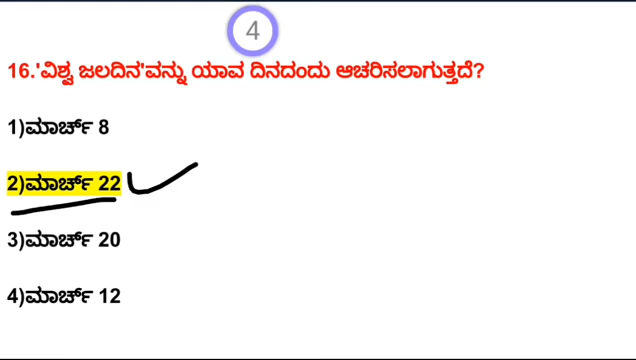 4
16.'ವಿಶ್ವ ಜಲದಿನ'ವನ್ನು ಯಾವ ದಿನದಂದು ಆಚರಿಸಲಾಗುತ್ತದೆ?
1)ಮಾರ್ಚ್ 8
2)ಮಾರ್ಚ್ 22
3)ಮಾರ್ಚ್ 20
4)ಮಾರ್ಚ್ 12